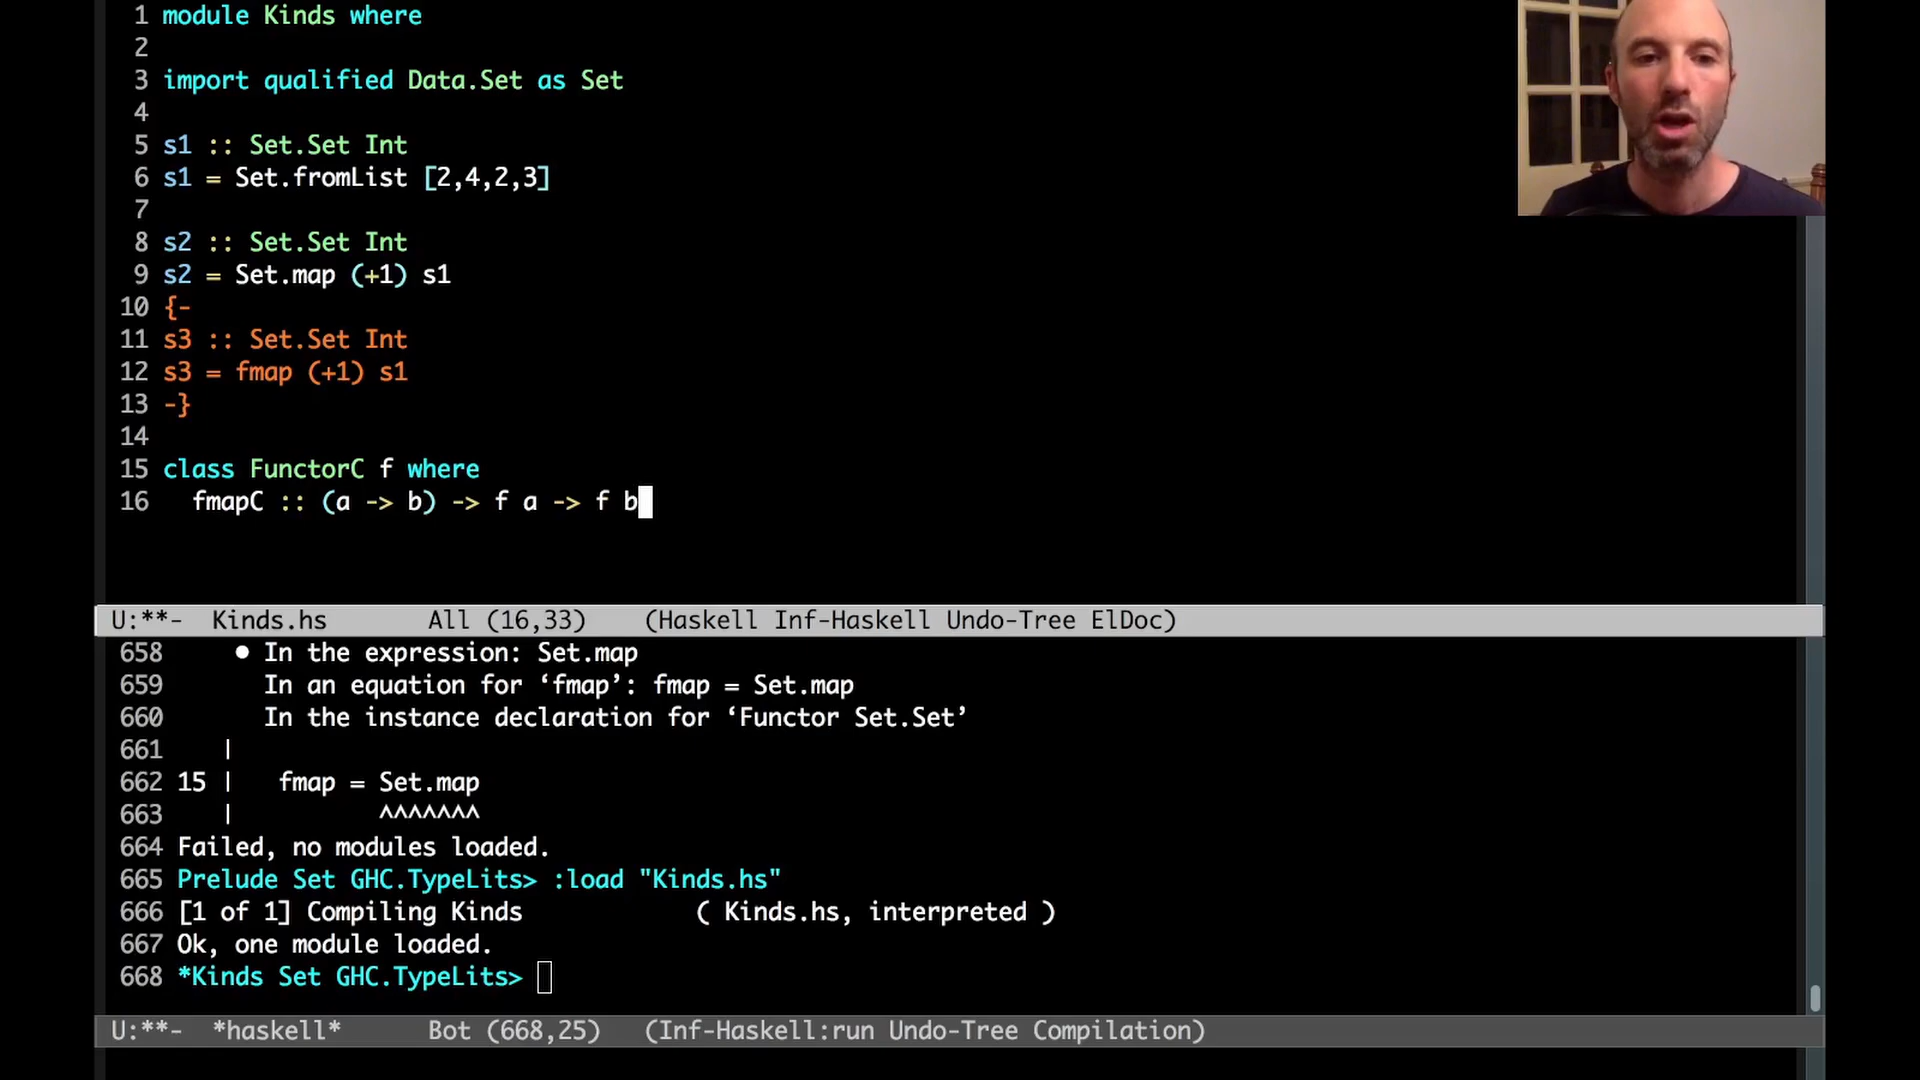 1 module Kinds where
2
3 import qualified Data.Set as Set
4
5 s1 :: Set.Set Int
6 s1 = Set.fromList [2,4,2,3]
7
8 s2 :: Set.Set Int
9 s2 = Set.map (+1) s1
10 {-
11 s3 :: Set.Set Int
12 s3 = fmap (+1) s1
13 -}
14
15 class FunctorC f where
16   fmapC :: (a -> b) -> f a -> f b
U:**-  Kinds.hs       All (16,33)    (Haskell Inf-Haskell Undo-Tree ElDoc)
658     • In the expression: Set.map
659       In an equation for ‘fmap’: fmap = Set.map
660       In the instance declaration for ‘Functor Set.Set’
661    |
662 15 |   fmap = Set.map
663    |          ^^^^^^^
664 Failed, no modules loaded.
665 Prelude Set GHC.TypeLits> :load "Kinds.hs"
666 [1 of 1] Compiling Kinds            ( Kinds.hs, interpreted )
667 Ok, one module loaded.
668 *Kinds Set GHC.TypeLits>
U:**-  *haskell*      Bot (668,25)   (Inf-Haskell:run Undo-Tree Compilation)